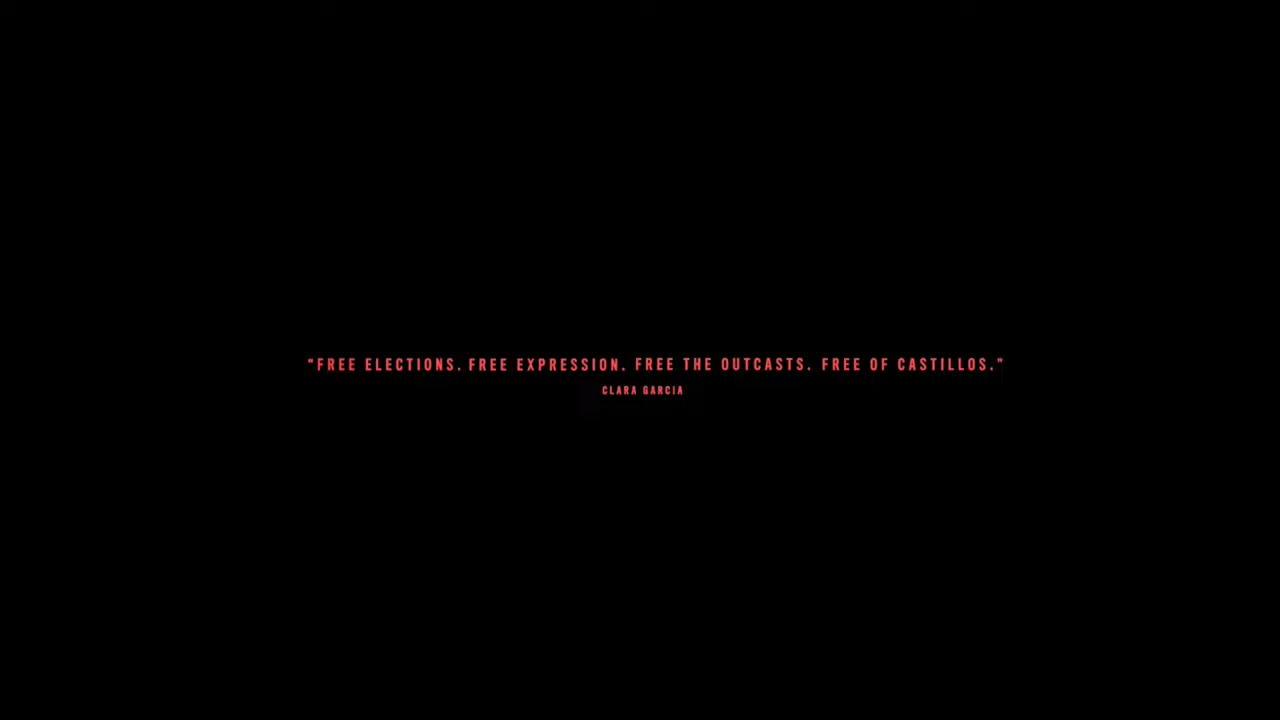 "FREE ELECTIONS. FREE EXPRESSION. FREE THE OUTCASTS. FREE OF CASTILLOS."
CLARA GARCIA